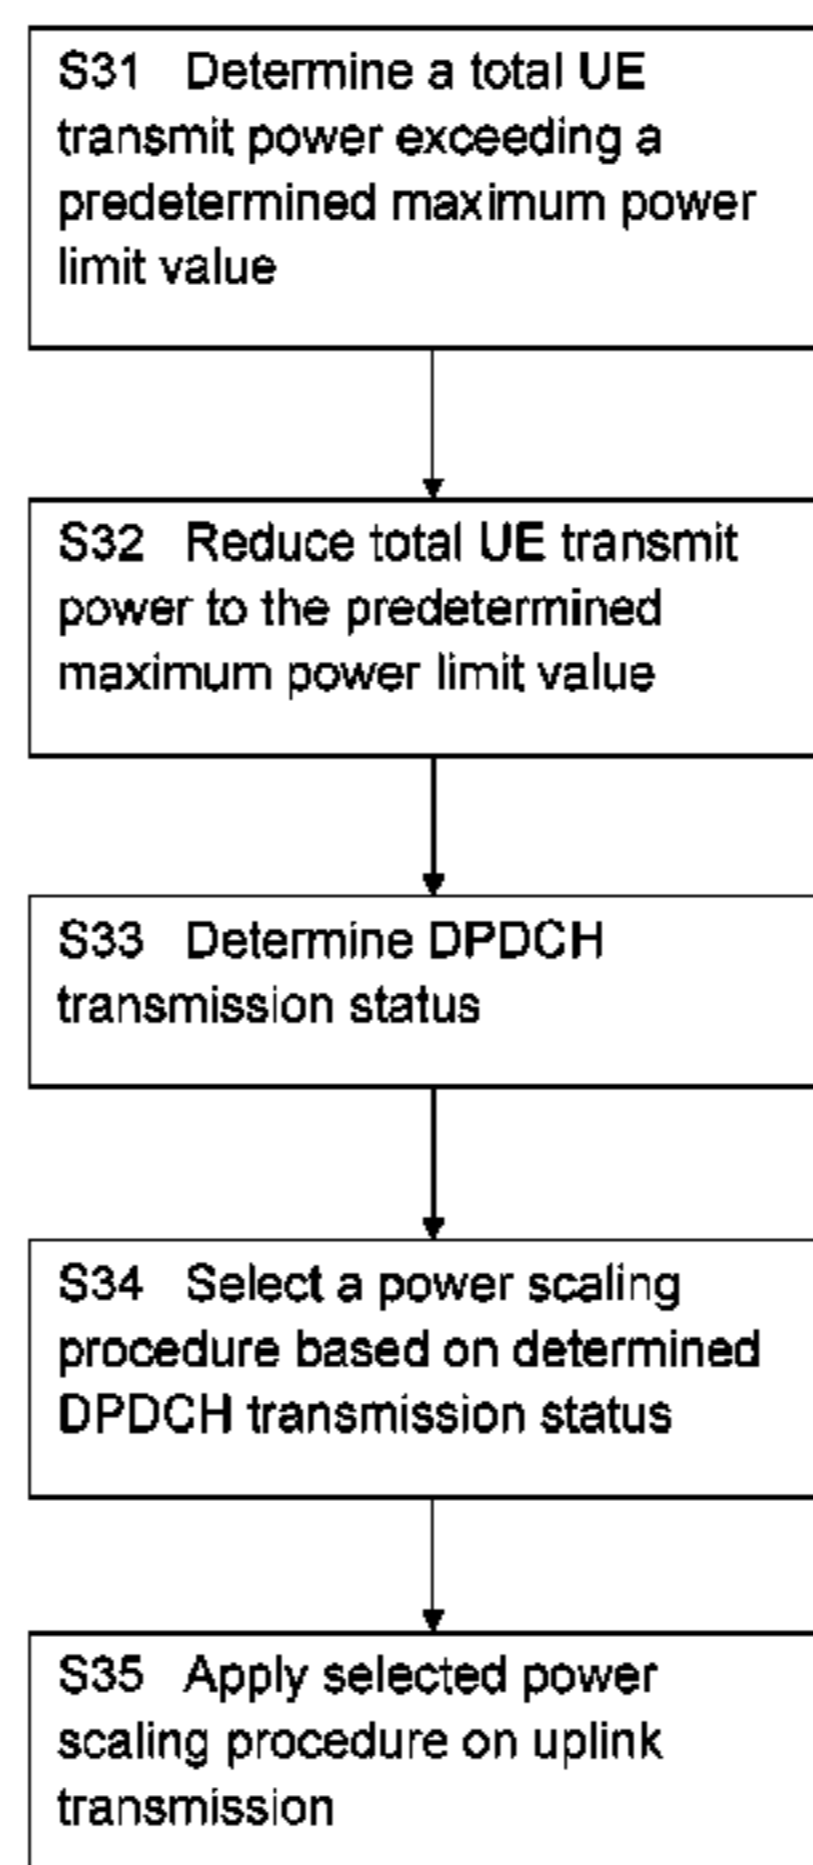 S31 Determine a total UE
transmit power exceeding a
predetermined maximum power
limit value
S32 Reduce total UE transmit
power to the predetermined
maximum power limit value
S33 Determine DPDCH
transmission status
S34 Select a power scaling
procedure based on determined
DPDCH transmission status
S35 Apply selected power
scaling procedure on uplink
transmission